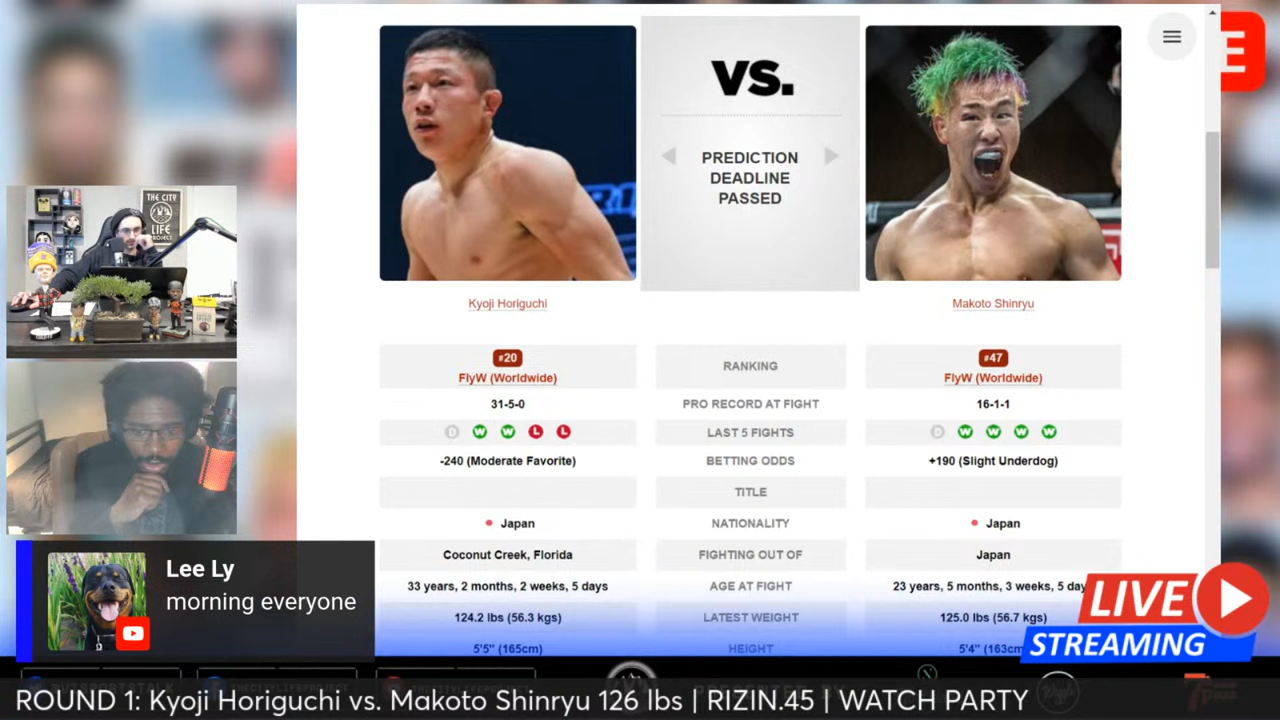 VS.
PREDICTION
DEADLINE
PASSED
E
THE CITY
LIFE
PROJECT
Kyoji Horiguchi
Makoto Shinryu
#20
FlyW (Worldwide)
RANKING
#47
FlyW (Worldwide)
31-5-0
PRO RECORD AT FIGHT
16-1-1
D W W L L
LAST 5 FIGHTS
D W W W W
-240 (Moderate Favorite)
BETTING ODDS
+190 (Slight Underdog)
TITLE
Japan
NATIONALITY
Japan
Coconut Creek, Florida
FIGHTING OUT OF
Japan
33 years, 2 months, 2 weeks, 5 days
AGE AT FIGHT
23 years, 5 months, 3 weeks, 5 day
124.2 lbs (56.3 kgs)
LATEST WEIGHT
125.0 lbs (56.7 kgs)
5'5" (165cm)
HEIGHT
5'4" (163cm
Lee Ly
morning everyone
LIVE
STREAMING
ROUND 1: Kyoji Horiguchi vs. Makoto Shinryu 126 lbs | RIZIN.45 | WATCH PARTY